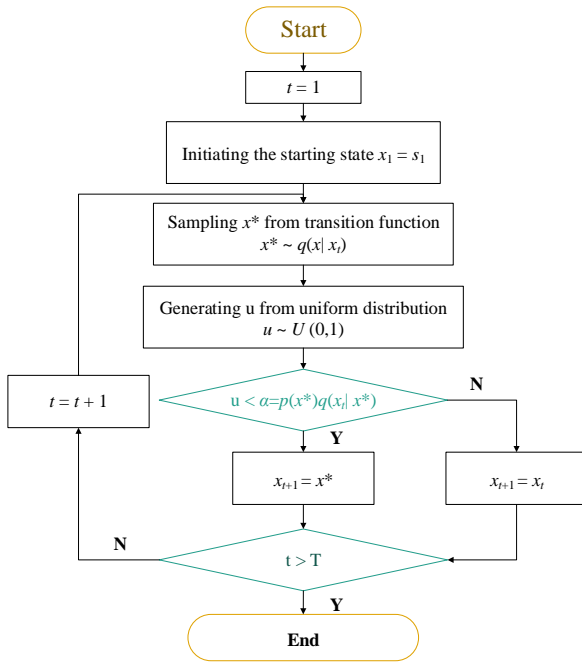 Start
t = 1
Initiating the starting state x₁ = s₁
Sampling x* from transition function
x* ~ q(x| xₜ)
Generating u from uniform distribution
u ~ U (0,1)
u < α=p(x*)q(xₜ| x*)
N
Y
t = t + 1
xₜ₊₁ = x*
xₜ₊₁ = xₜ
N
t > T
Y
End